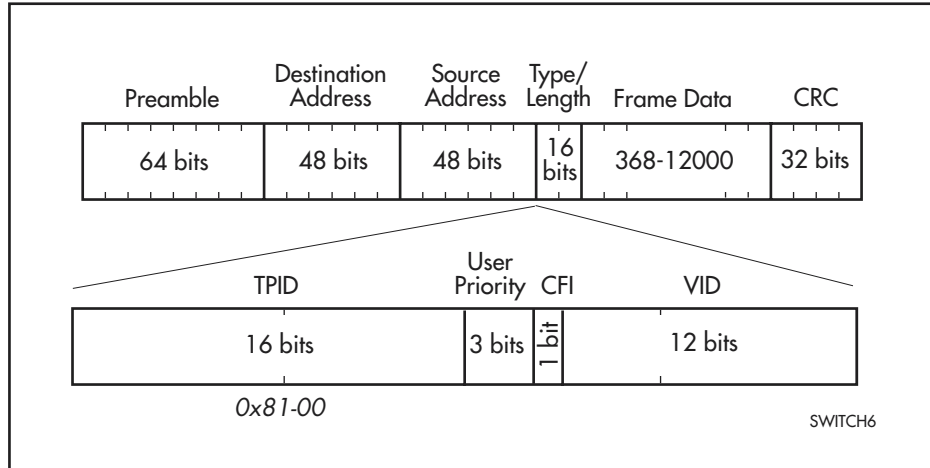 Preamble
Destination
Address
Source
Address
Type/
Length
Frame Data
CRC
64 bits
48 bits
48 bits
16
bits
368-12000
32 bits
TPID
User
Priority
CFI
VID
16 bits
3 bits
1 bit
12 bits
0x81-00
SWITCH6